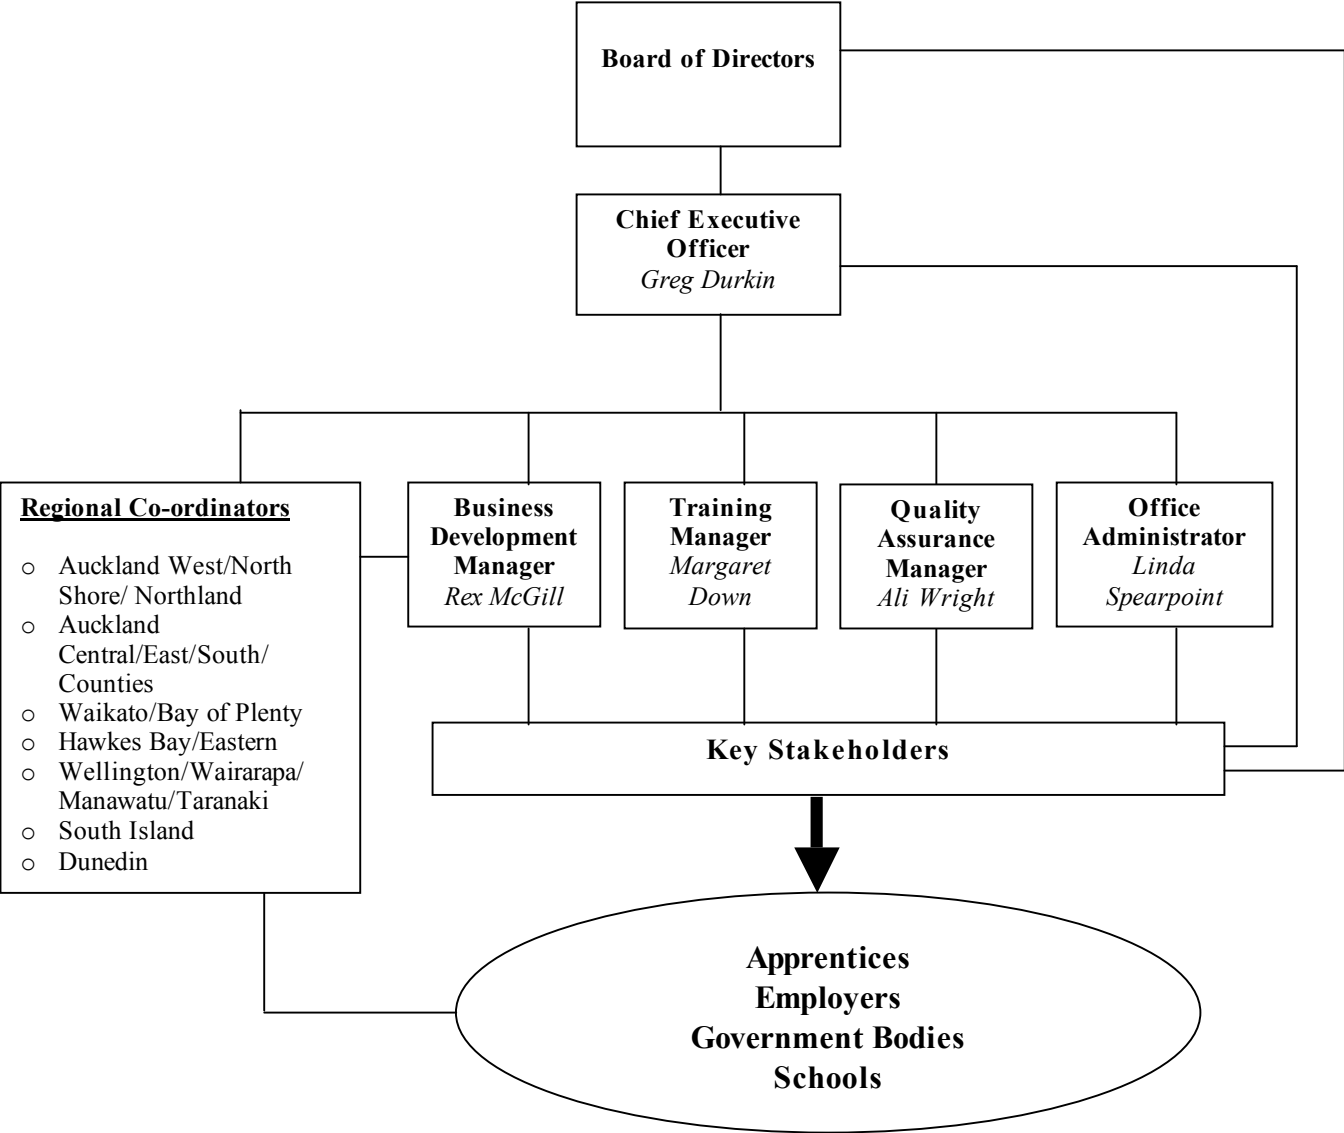 Board of Directors
Chief Executive
Officer
Greg Durkin
Regional Co-ordinators
o Auckland West/North
Shore/ Northland
o Auckland
Central/East/South/
Counties
o Waikato/Bay of Plenty
o Hawkes Bay/Eastern
o Wellington/Wairarapa/
Manawatu/Taranaki
o South Island
o Dunedin
Business
Development
Manager
Rex McGill
Training
Manager
Margaret
Down
Quality
Assurance
Manager
Ali Wright
Office
Administrator
Linda
Spearpoint
Key Stakeholders
Apprentices
Employers
Government Bodies
Schools